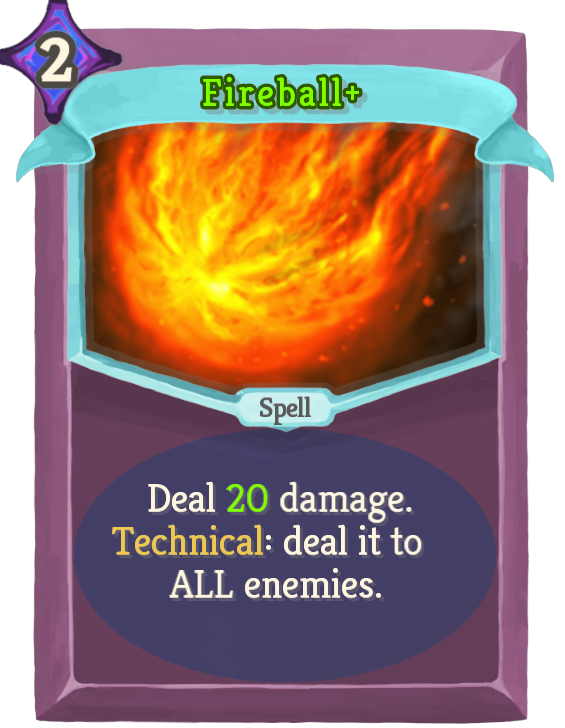 2
Fireball+
Spell
Deal 20 damage.
Technical: deal it to
ALL enemies.